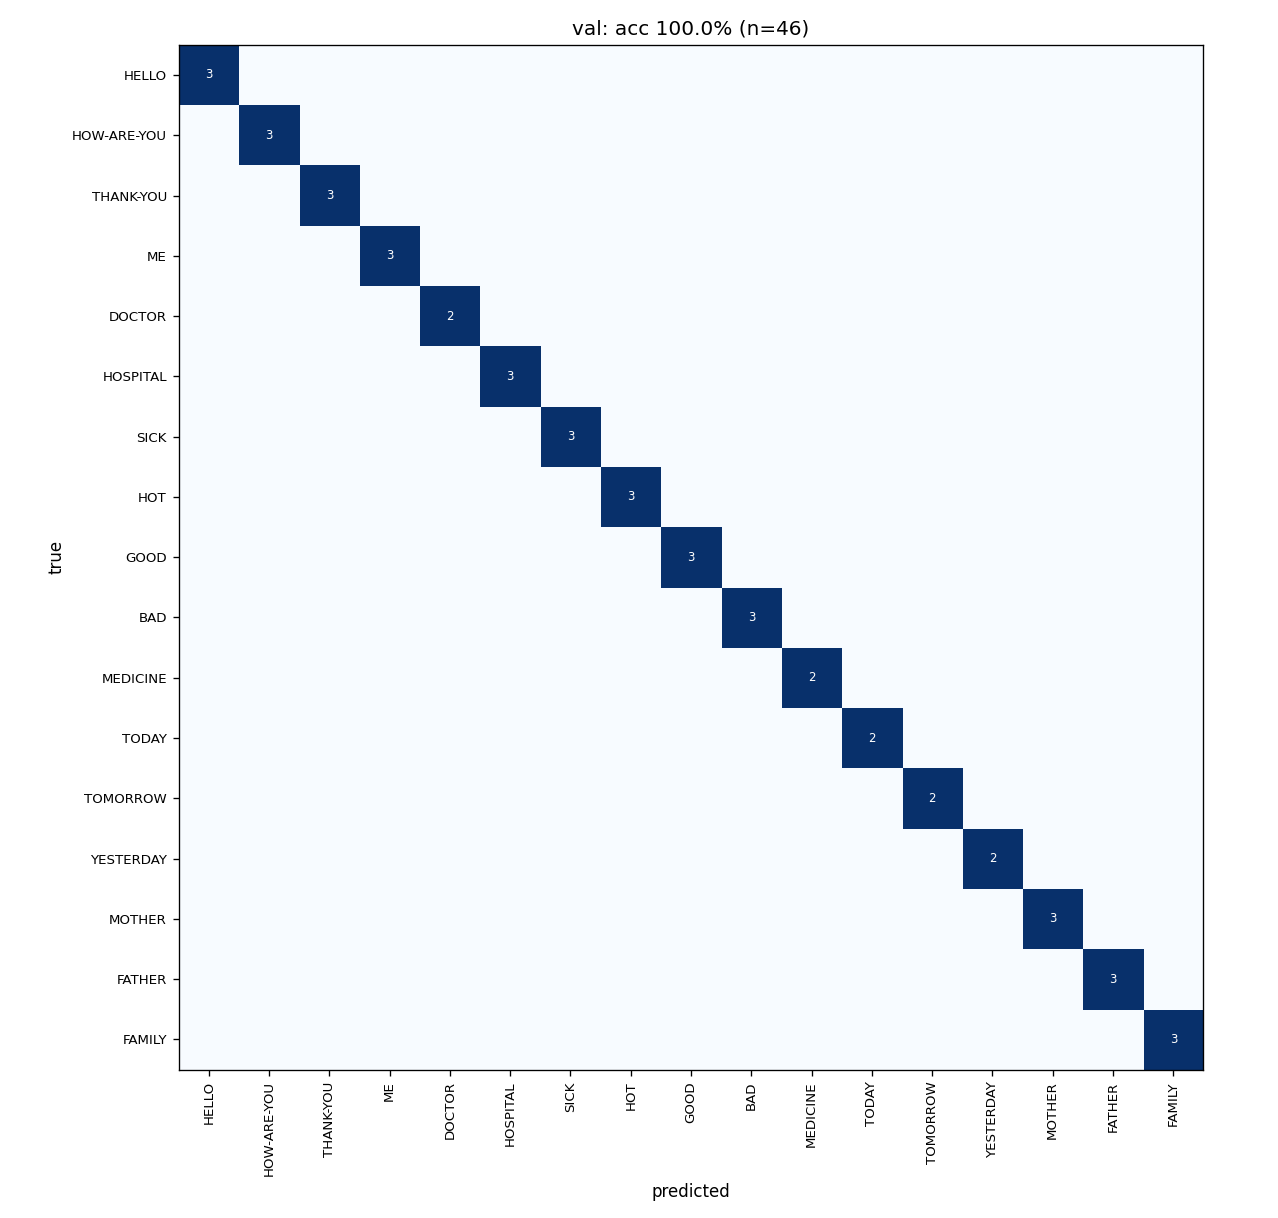 val: acc 100.0% (n=46)
true
HELLO 3
HOW-ARE-YOU 3
THANK-YOU 3
ME 3
DOCTOR 2
HOSPITAL 3
SICK 3
HOT 3
GOOD 3
BAD 3
MEDICINE 2
TODAY 2
TOMORROW 2
YESTERDAY 2
MOTHER 3
FATHER 3
FAMILY 3
HELLO HOW-ARE-YOU THANK-YOU ME DOCTOR HOSPITAL SICK HOT GOOD BAD MEDICINE TODAY TOMORROW YESTERDAY MOTHER FATHER FAMILY
predicted